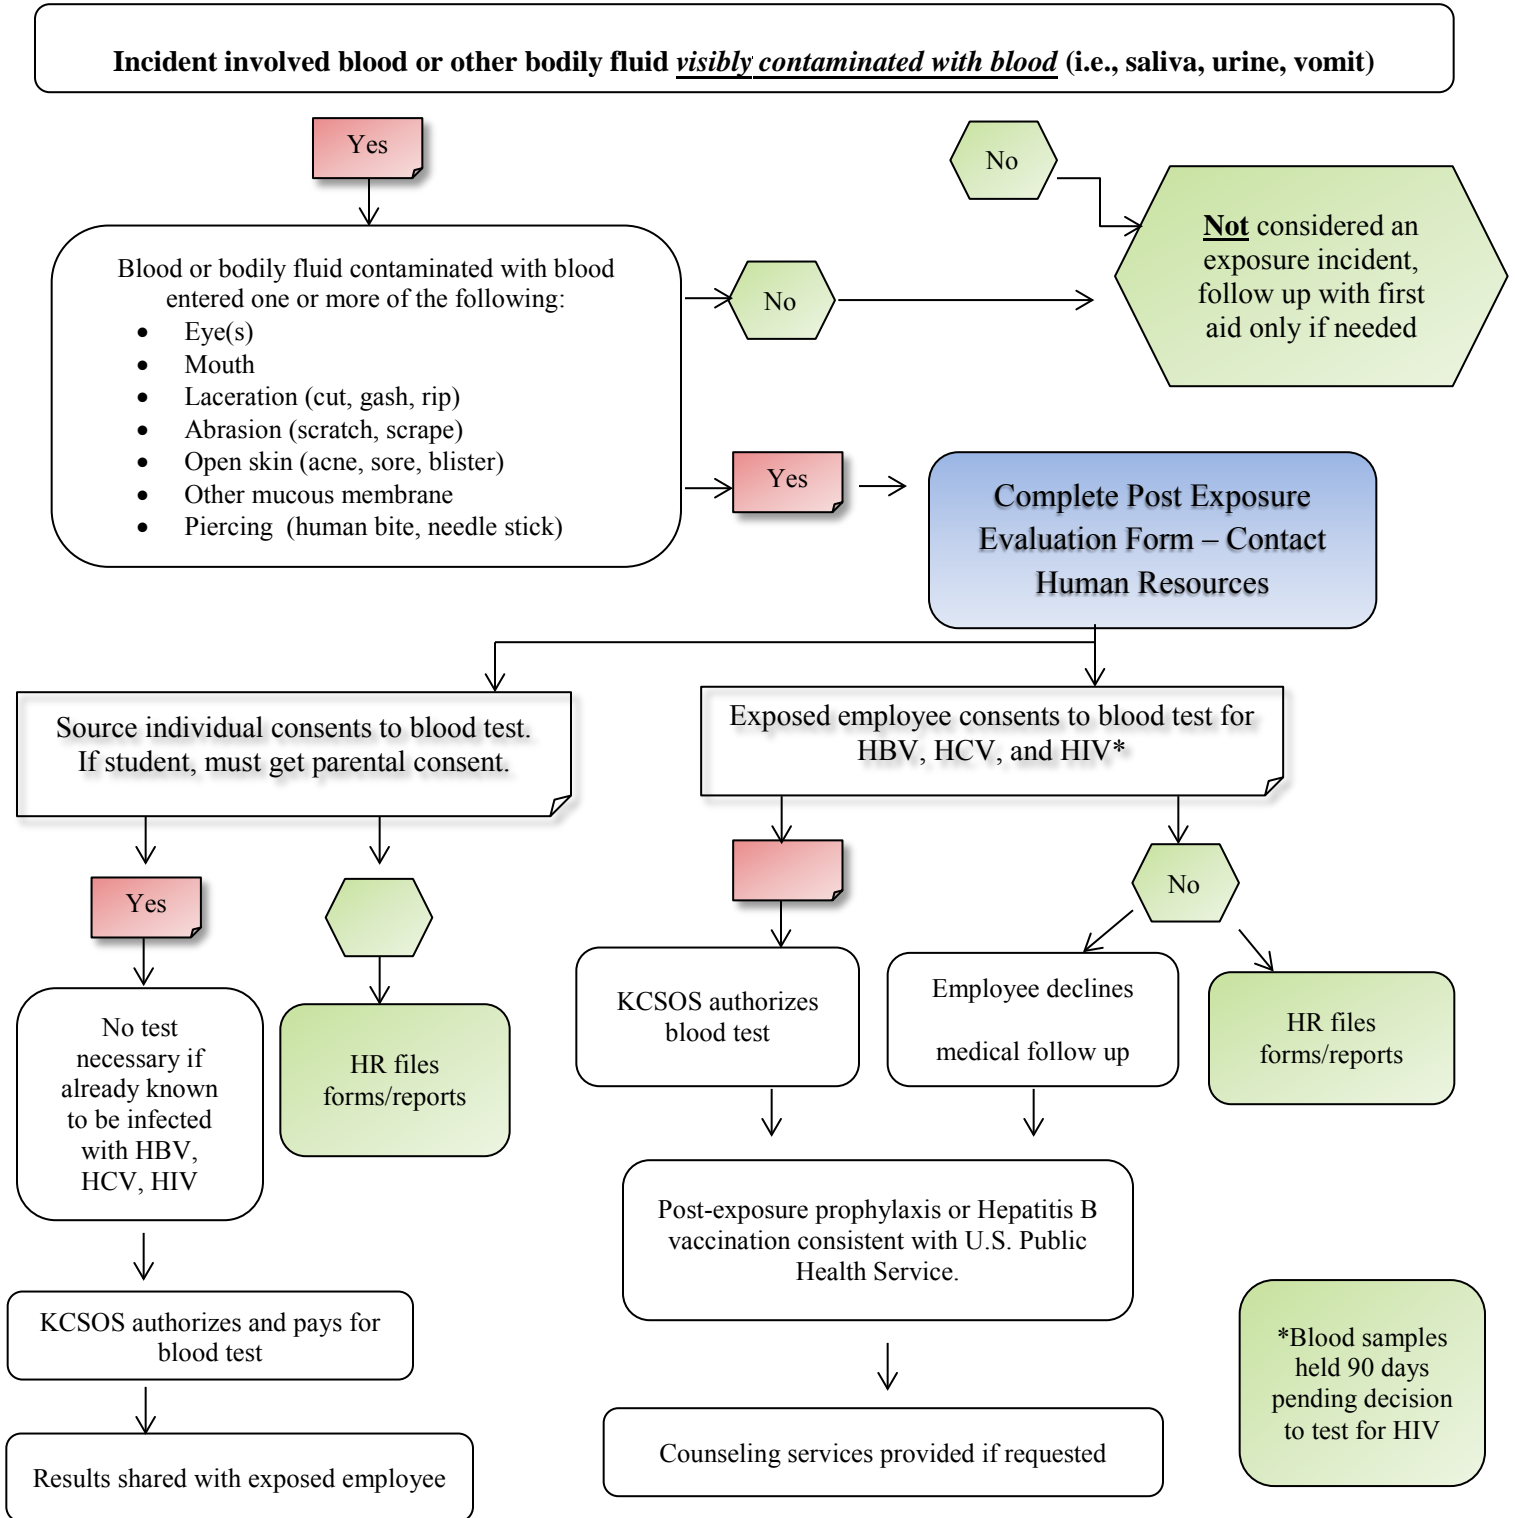 Incident involved blood or other bodily fluid visibly contaminated with blood (i.e., saliva, urine, vomit)
Yes
No
Not considered an
exposure incident,
follow up with first
aid only if needed
Blood or bodily fluid contaminated with blood
entered one or more of the following:
• Eye(s)
• Mouth
• Laceration (cut, gash, rip)
• Abrasion (scratch, scrape)
• Open skin (acne, sore, blister)
• Other mucous membrane
• Piercing (human bite, needle stick)
No
Yes
Complete Post Exposure
Evaluation Form – Contact
Human Resources
Source individual consents to blood test.
If student, must get parental consent.
Exposed employee consents to blood test for
HBV, HCV, and HIV*
Yes
No
No test
necessary if
already known
to be infected
with HBV,
HCV, HIV
HR files
forms/reports
KCSOS authorizes
blood test
Employee declines
medical follow up
HR files
forms/reports
Post-exposure prophylaxis or Hepatitis B
vaccination consistent with U.S. Public
Health Service.
KCSOS authorizes and pays for
blood test
*Blood samples
held 90 days
pending decision
to test for HIV
Results shared with exposed employee
Counseling services provided if requested